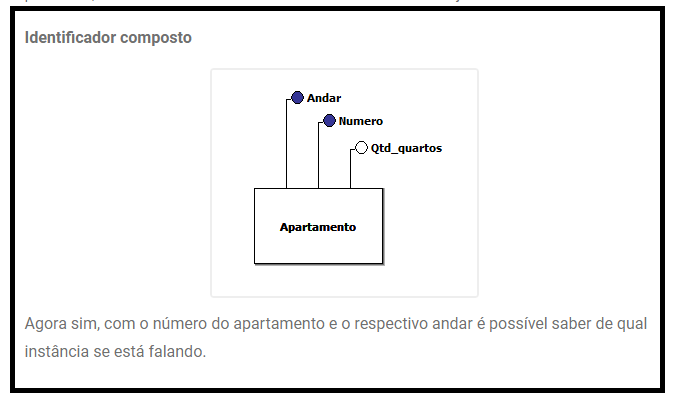 Identificador composto
Andar
Numero
Qtd_quartos
Apartamento
Agora sim, com o número do apartamento e o respectivo andar é possível saber de qual
instância se está falando.